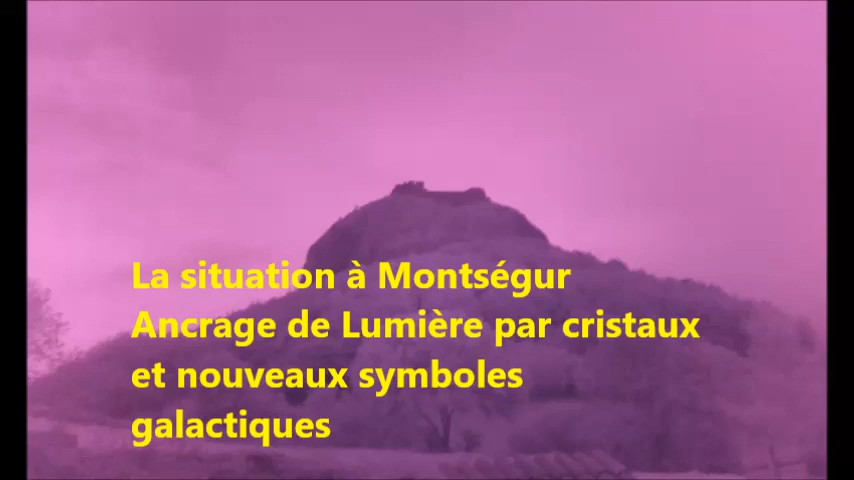 La situation à Montségur
Ancrage de Lumière par cristaux
et nouveaux symboles
galactiques